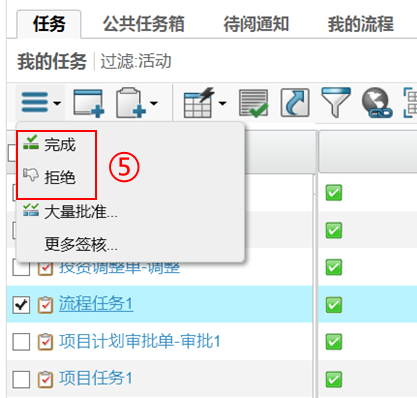 任务 公共任务箱 待阅通知 我的流程
我的任务 过滤:活动
完成
⑤
拒绝
大量批准...
更多签核...
投资调整单-调整
流程任务1
项目计划审批单-审批1
项目任务1